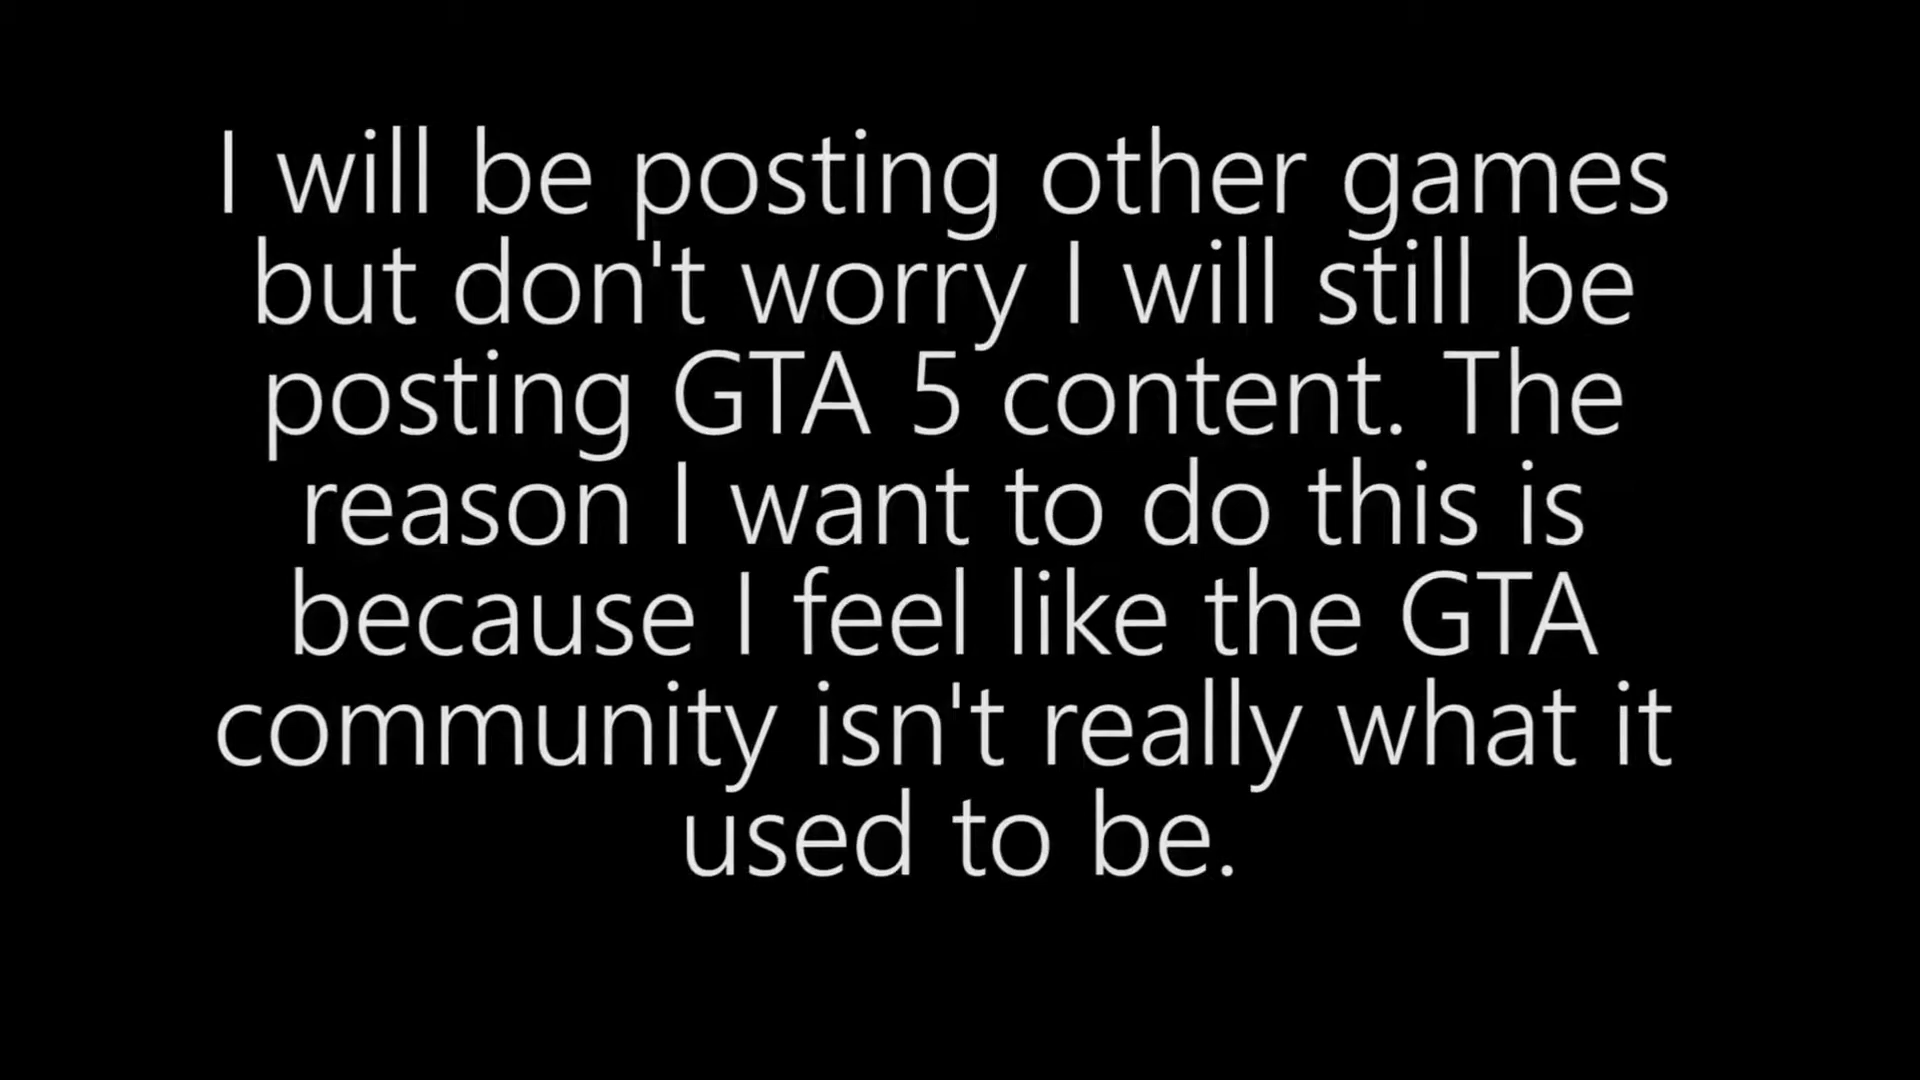 I will be posting other games
but don't worry I will still be
posting GTA 5 content. The
reason I want to do this is
because I feel like the GTA
community isn't really what it
used to be.